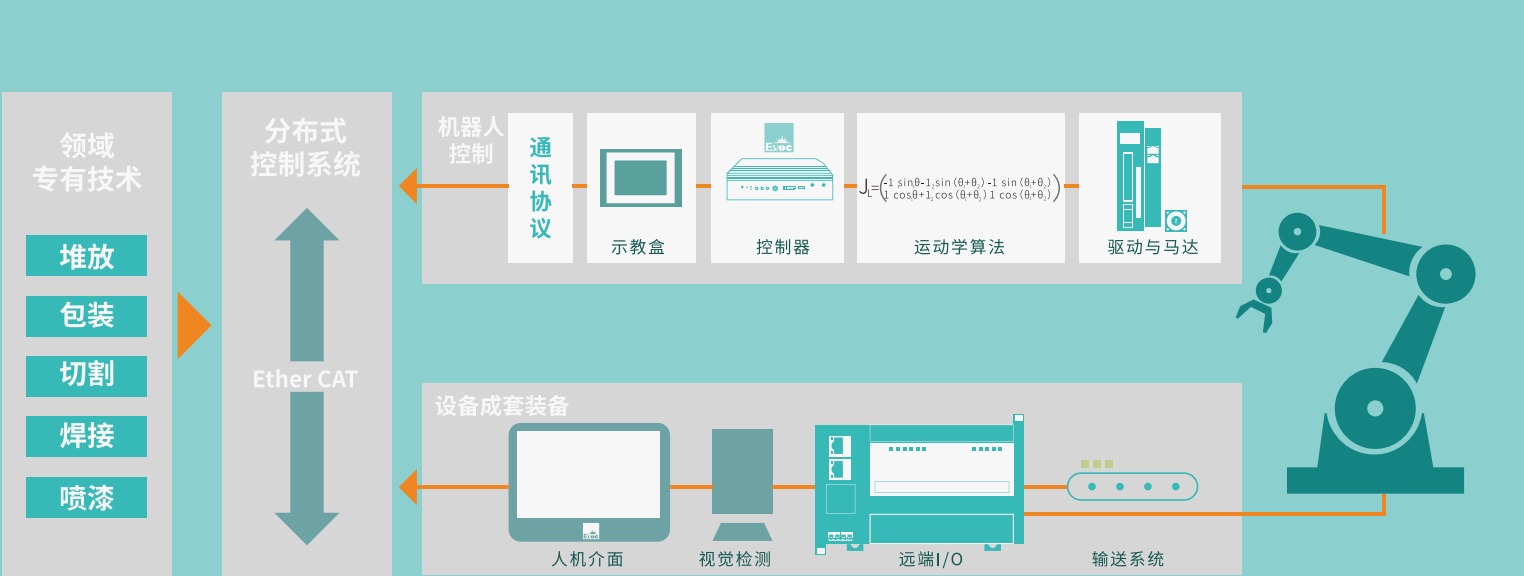 领域
专有技术
堆放
包装
切割
焊接
喷漆
分布式
控制系统
Ether CAT
机器人
控制
通讯协议
示教盒
Evoc
控制器
运动学算法
驱动与马达
设备成套装备
Evoc
人机介面
视觉检测
远端I/O
输送系统